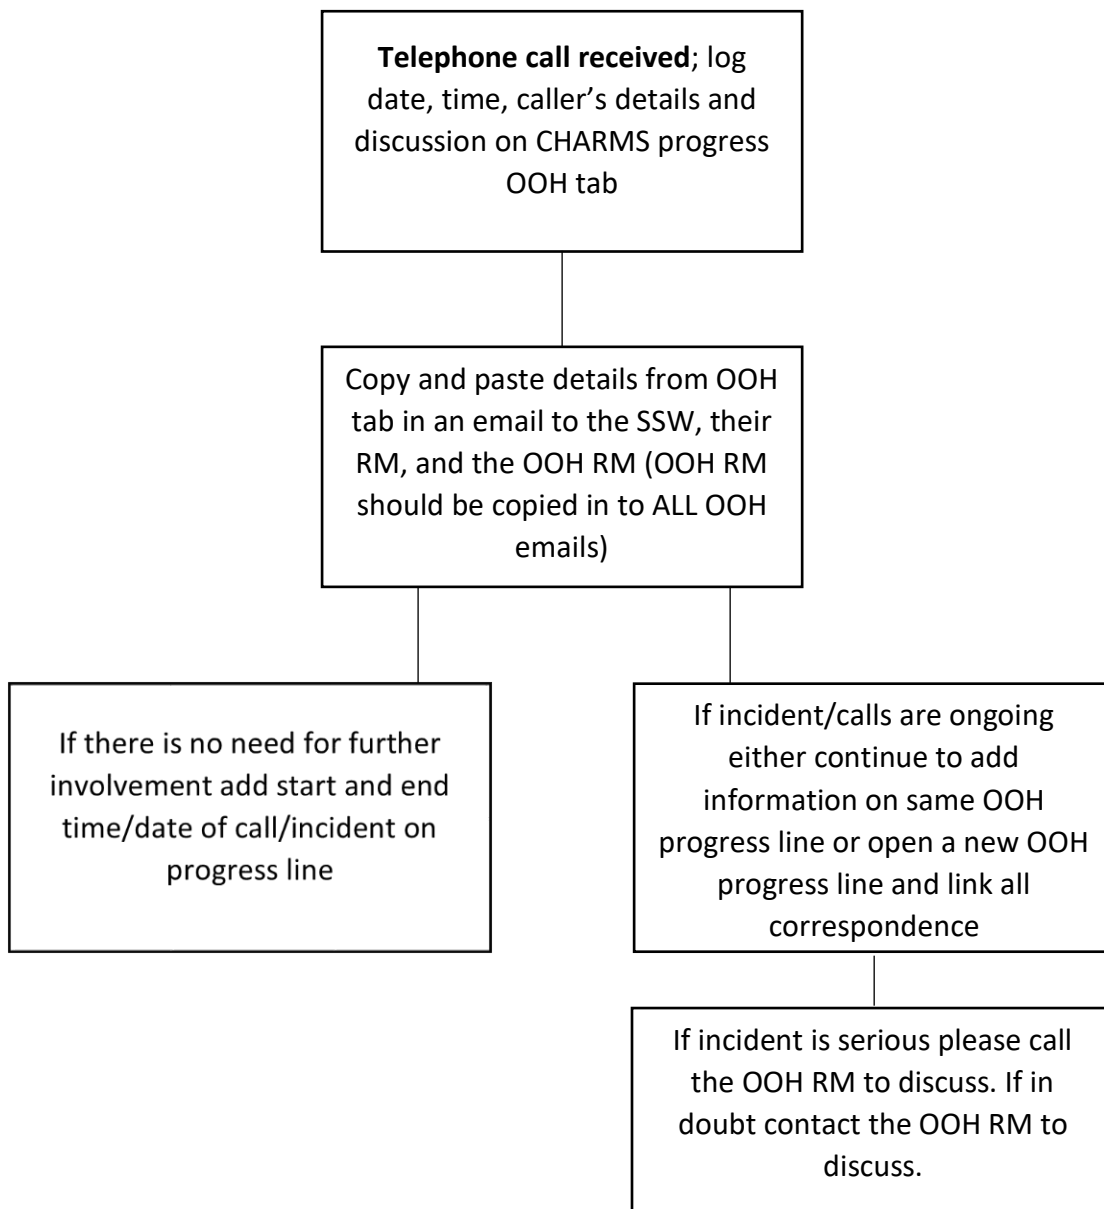 Telephone call received; log
date, time, caller’s details and
discussion on CHARMS progress
OOH tab
Copy and paste details from OOH
tab in an email to the SSW, their
RM, and the OOH RM (OOH RM
should be copied in to ALL OOH
emails)
If there is no need for further
involvement add start and end
time/date of call/incident on
progress line
If incident/calls are ongoing
either continue to add
information on same OOH
progress line or open a new OOH
progress line and link all
correspondence
If incident is serious please call
the OOH RM to discuss. If in
doubt contact the OOH RM to
discuss.